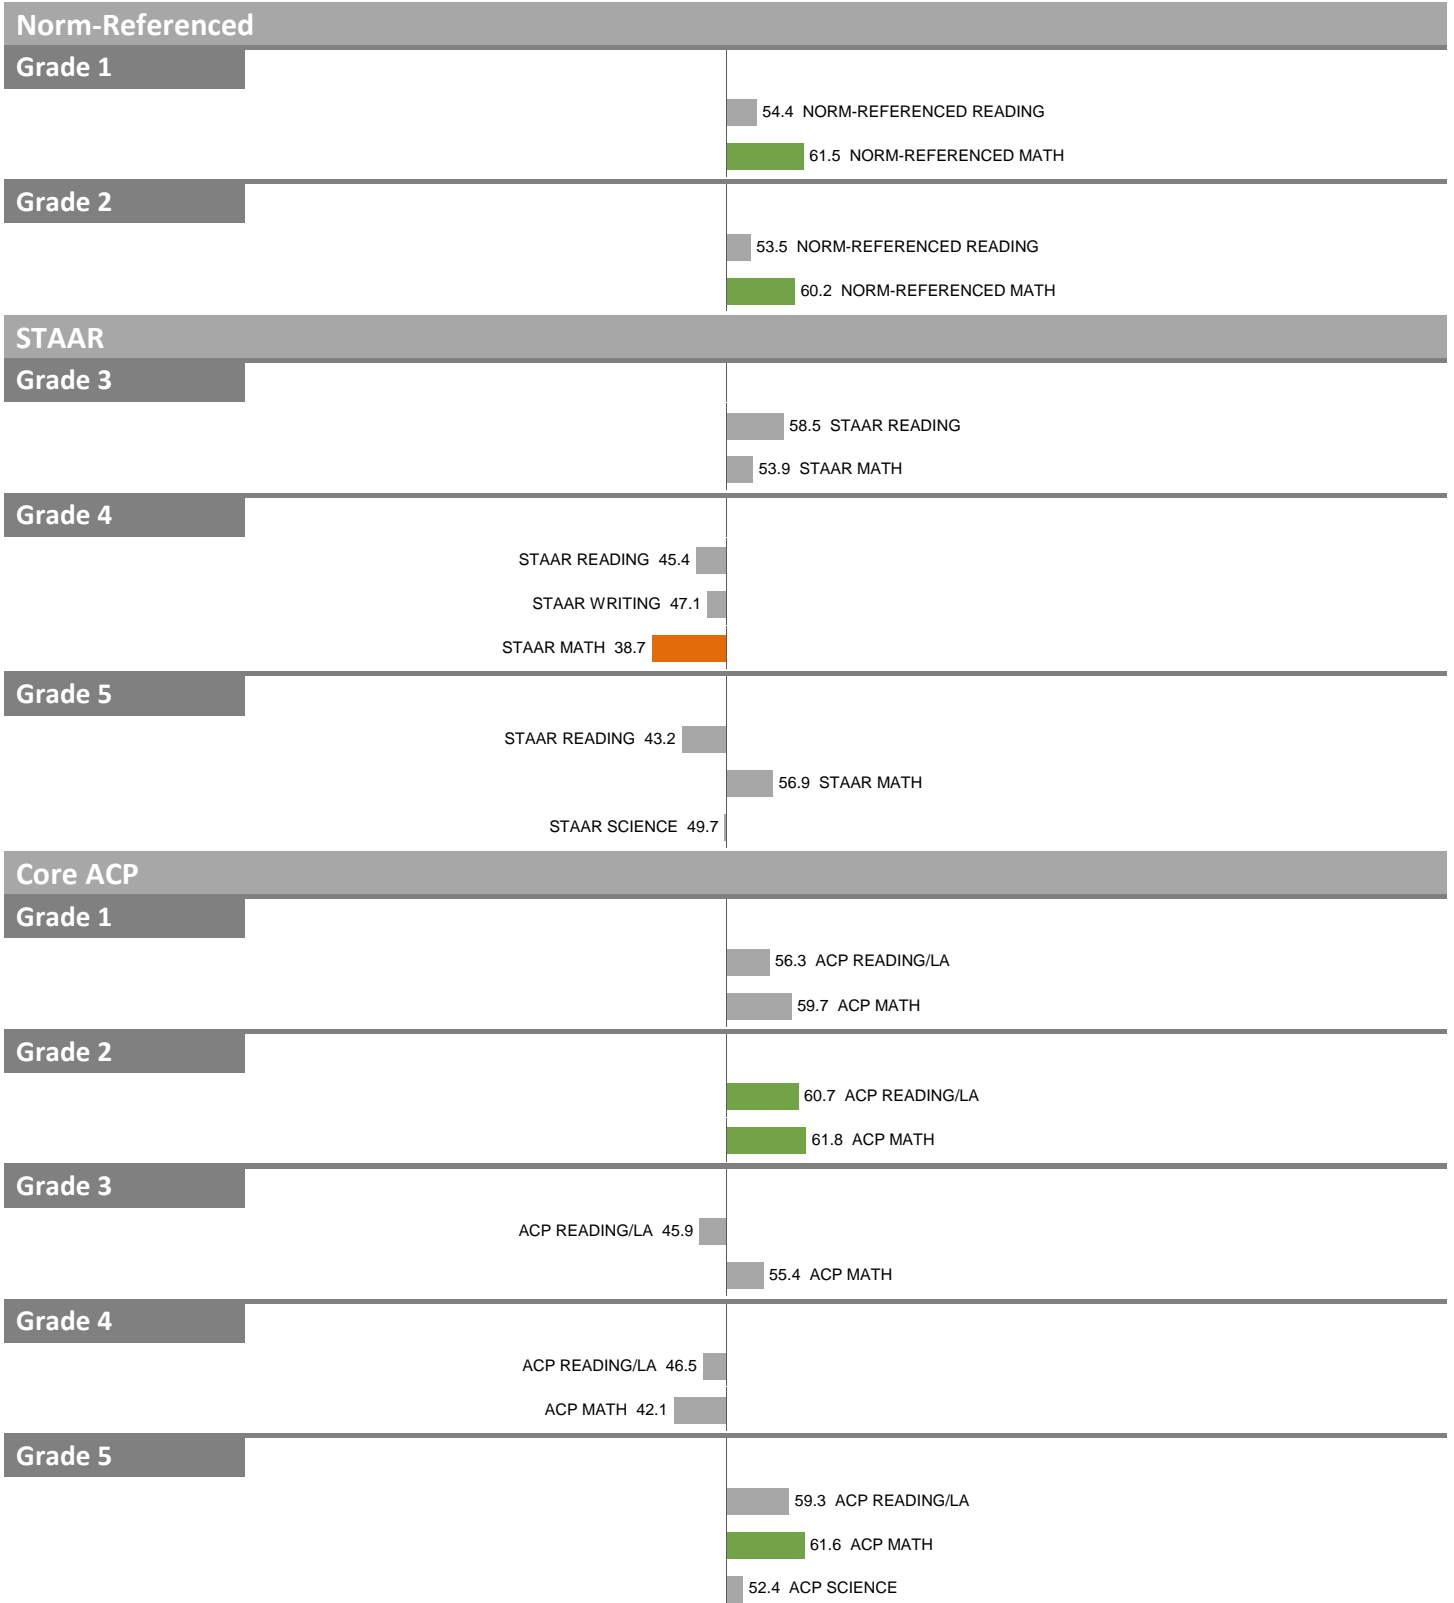 Norm-Referenced
Grade 1
54.4 NORM-REFERENCED READING
61.5 NORM-REFERENCED MATH
Grade 2
53.5 NORM-REFERENCED READING
60.2 NORM-REFERENCED MATH
STAAR
Grade 3
58.5 STAAR READING
53.9 STAAR MATH
Grade 4
STAAR READING 45.4
STAAR WRITING 47.1
STAAR MATH 38.7
Grade 5
STAAR READING 43.2
56.9 STAAR MATH
STAAR SCIENCE 49.7
Core ACP
Grade 1
56.3 ACP READING/LA
59.7 ACP MATH
Grade 2
60.7 ACP READING/LA
61.8 ACP MATH
Grade 3
ACP READING/LA 45.9
55.4 ACP MATH
Grade 4
ACP READING/LA 46.5
ACP MATH 42.1
Grade 5
59.3 ACP READING/LA
61.6 ACP MATH
52.4 ACP SCIENCE